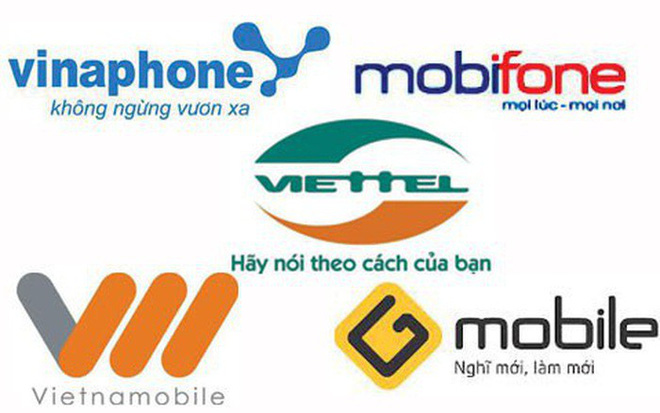 vinaphone
không ngừng vươn xa
mobifone
mọi lúc - mọi nơi
VIETTEL
Hãy nói theo cách của bạn
Vietnamobile
G mobile
Nghĩ mới, làm mới